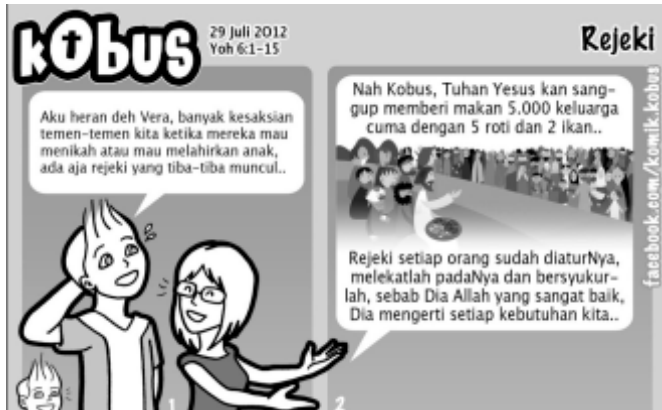 kobus
29 Juli 2012
Yoh 6:1-15
Rejeki
Aku heran deh Vera, banyak kesaksian
temen-temen kita ketika mereka mau
menikah atau mau melahirkan anak,
ada aja rejeki yang tiba-tiba muncul..
1
Nah Kobus, Tuhan Yesus kan sang-
gup memberi makan 5.000 keluarga
cuma dengan 5 roti dan 2 ikan..
Rejeki setiap orang sudah diaturNya,
melekatlah padaNya dan bersyukur-
lah, sebab Dia Allah yang sangat baik,
Dia mengerti setiap kebutuhan kita..
2
facebook.com/komik.kobus